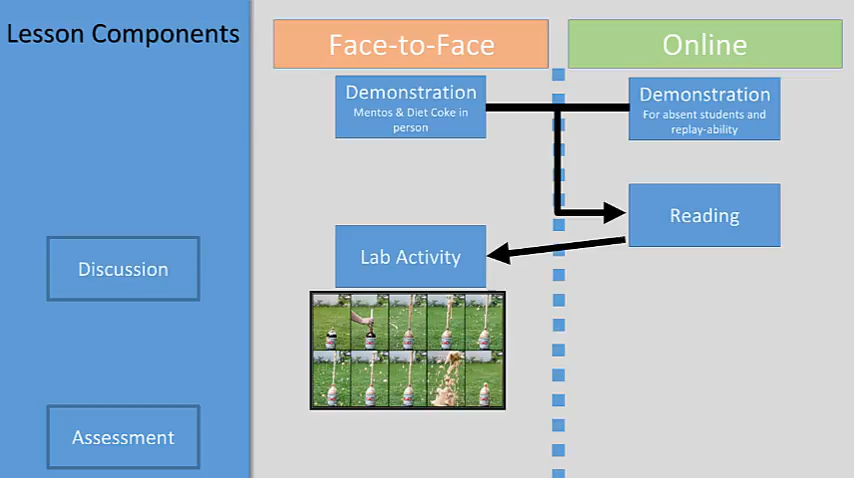 Lesson Components
Face-to-Face
Online
Demonstration
Mentos & Diet Coke in
person
Demonstration
For absent students and
replay-ability
Reading
Lab Activity
Discussion
Assessment